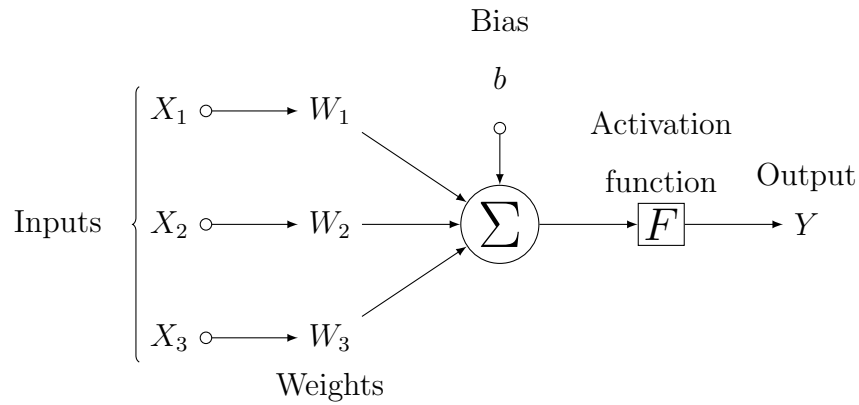 Bias
b
X₁ W₁
Activation
function
Inputs X₂ W₂ Σ F Output
Y
X₃ W₃
Weights